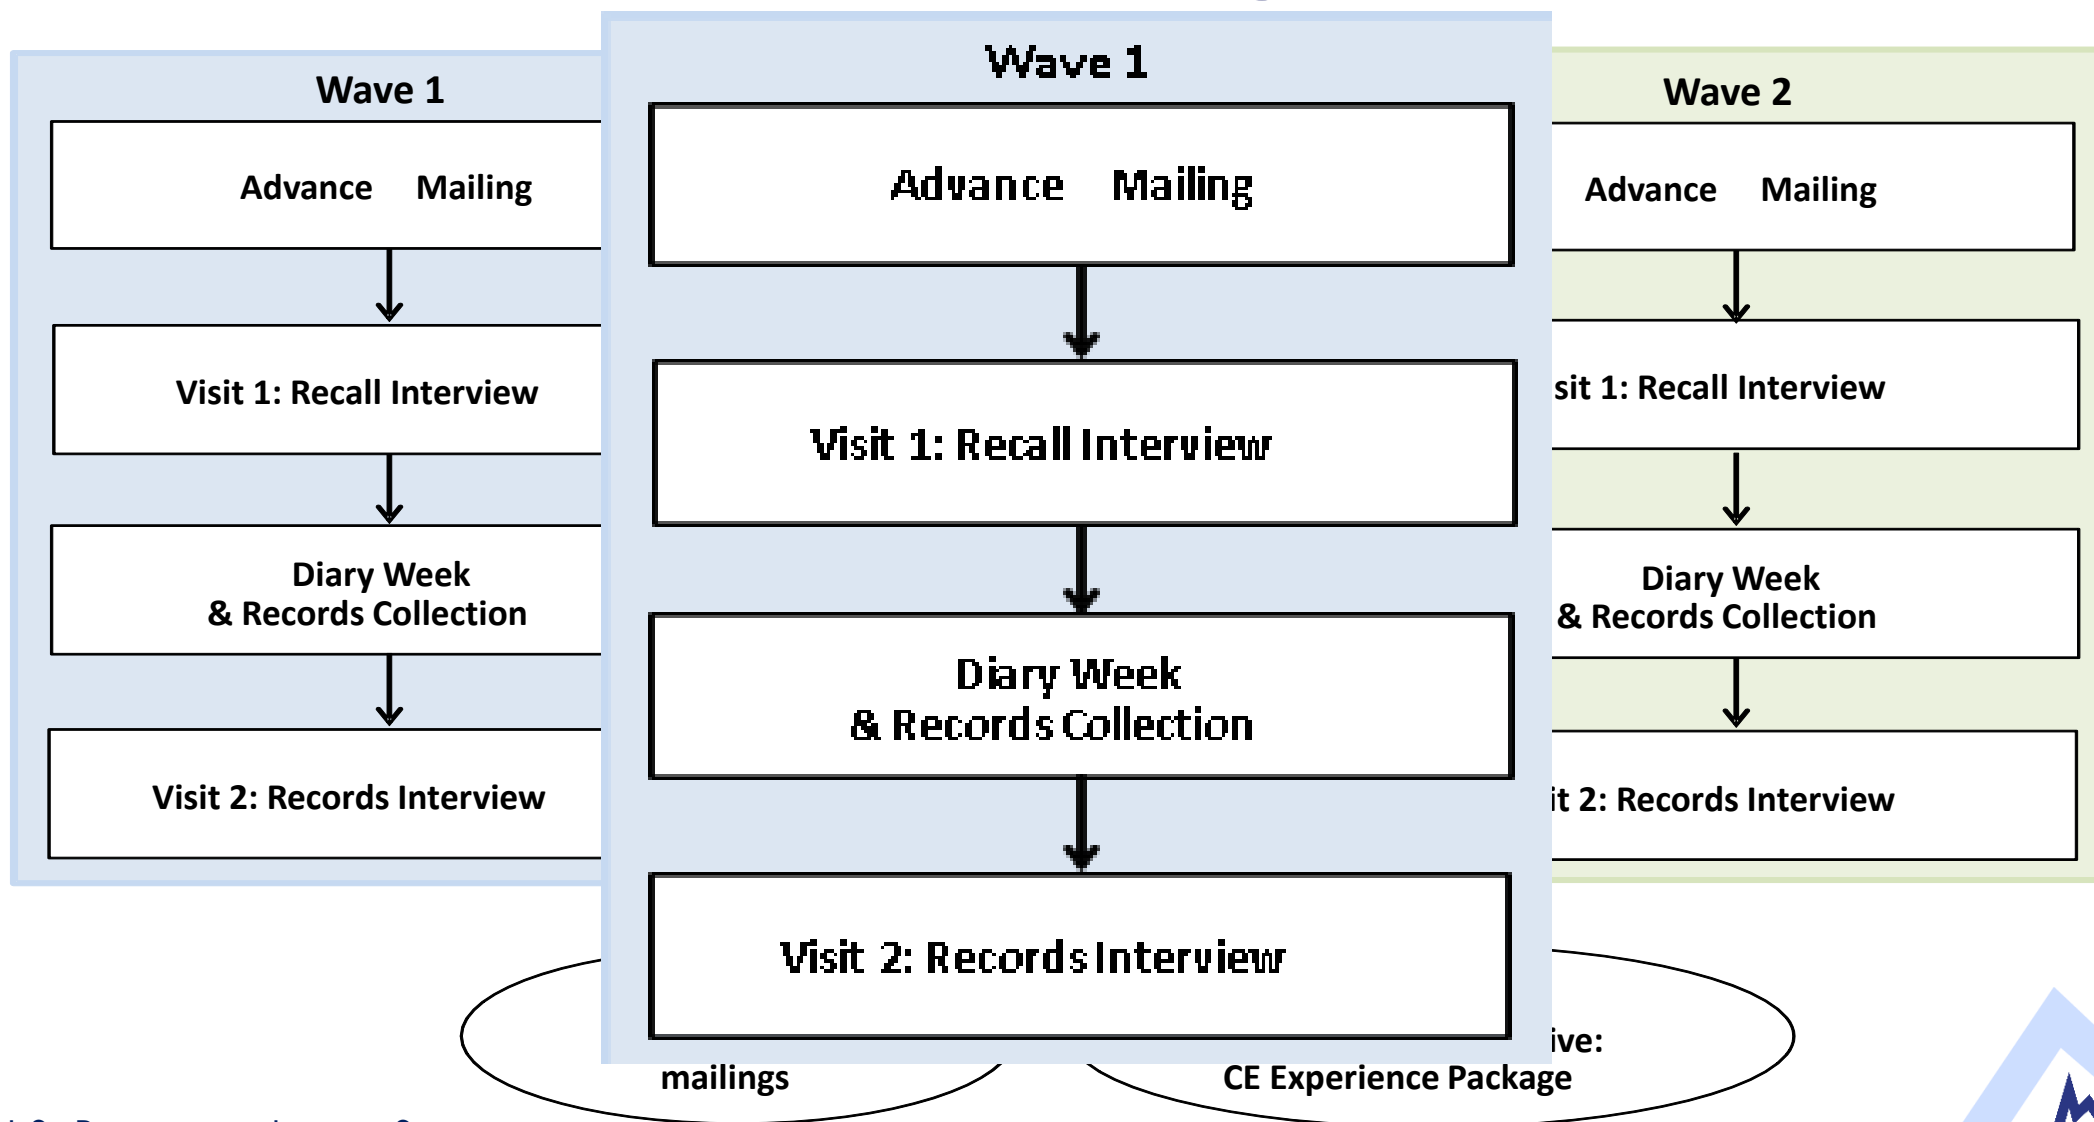 Wave 1
Advance Mailing
Visit 1: Recall Interview
Diary Week
& Records Collection
Visit 2: Records Interview
Wave 1
Advance Mailing
Visit 1: Recall Interview
Diary Week
& Records Collection
Visit 2: Records Interview
Wave 2
Advance Mailing
sit 1: Recall Interview
Diary Week
& Records Collection
it 2: Records Interview
mailings
ive:
CE Experience Package